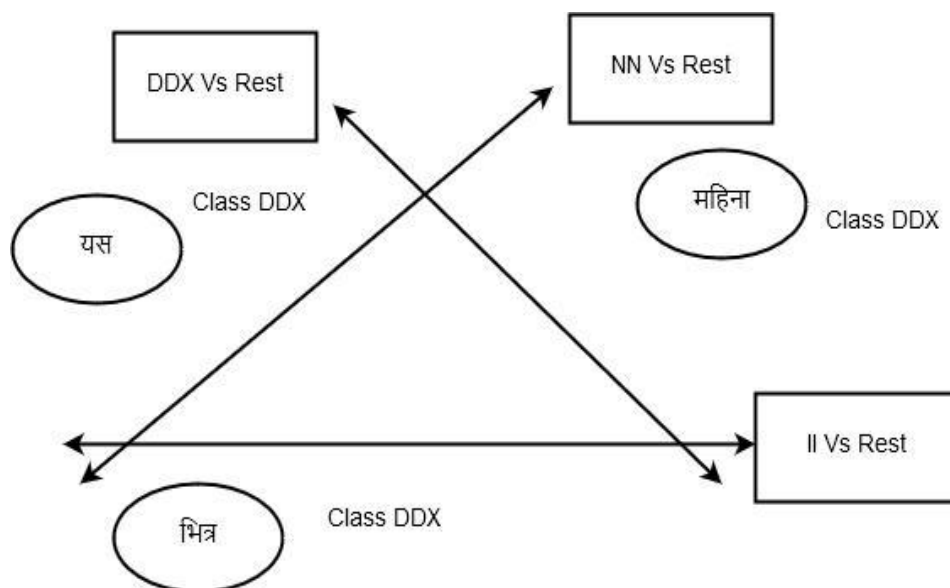 DDX Vs Rest
NN Vs Rest
Class DDX
यस
महिना
Class DDX
II Vs Rest
भित्र
Class DDX